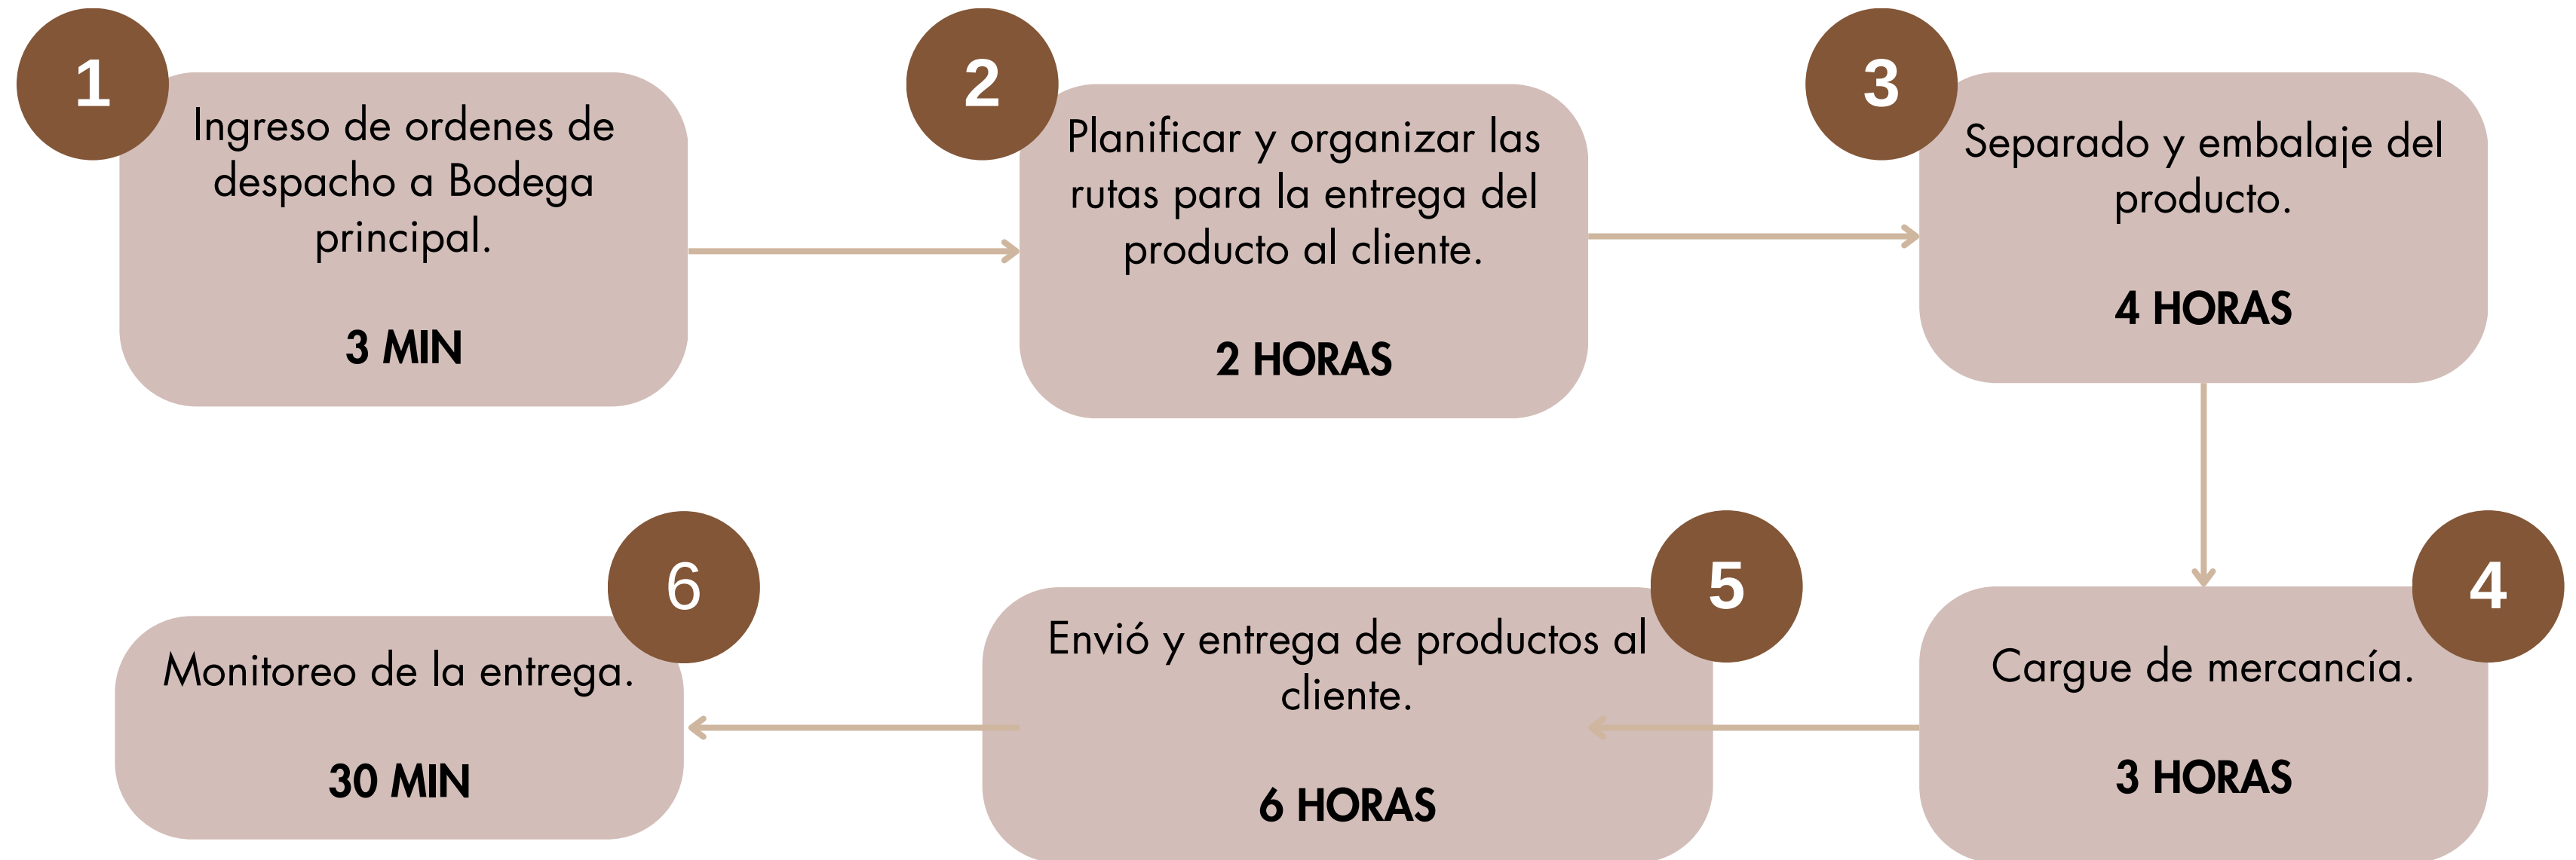 1
Ingreso de ordenes de
despacho a Bodega
principal.
3 MIN
2
Planificar y organizar las
rutas para la entrega del
producto al cliente.
2 HORAS
3
Separado y embalaje del
producto.
4 HORAS
4
Cargue de mercancía.
3 HORAS
5
Envió y entrega de productos al
cliente.
6 HORAS
6
Monitoreo de la entrega.
30 MIN